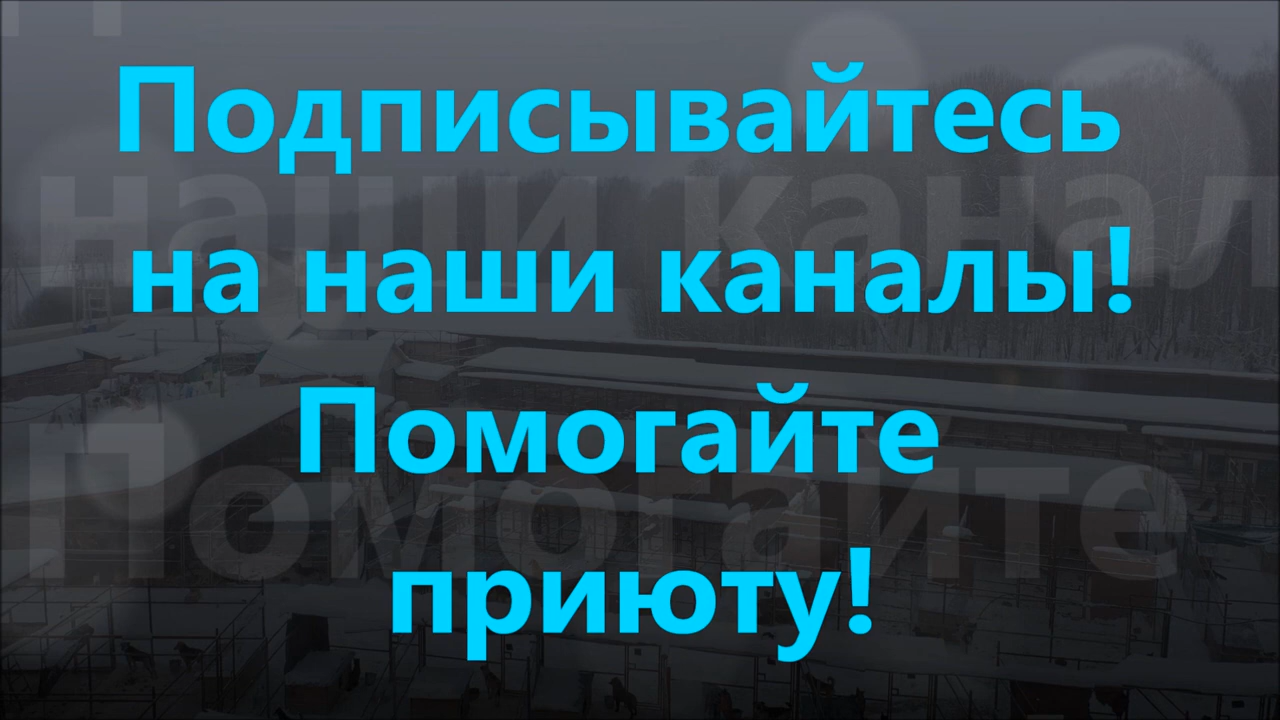 Подписывайтесь
на наши каналы!
Помогайте
приюту!